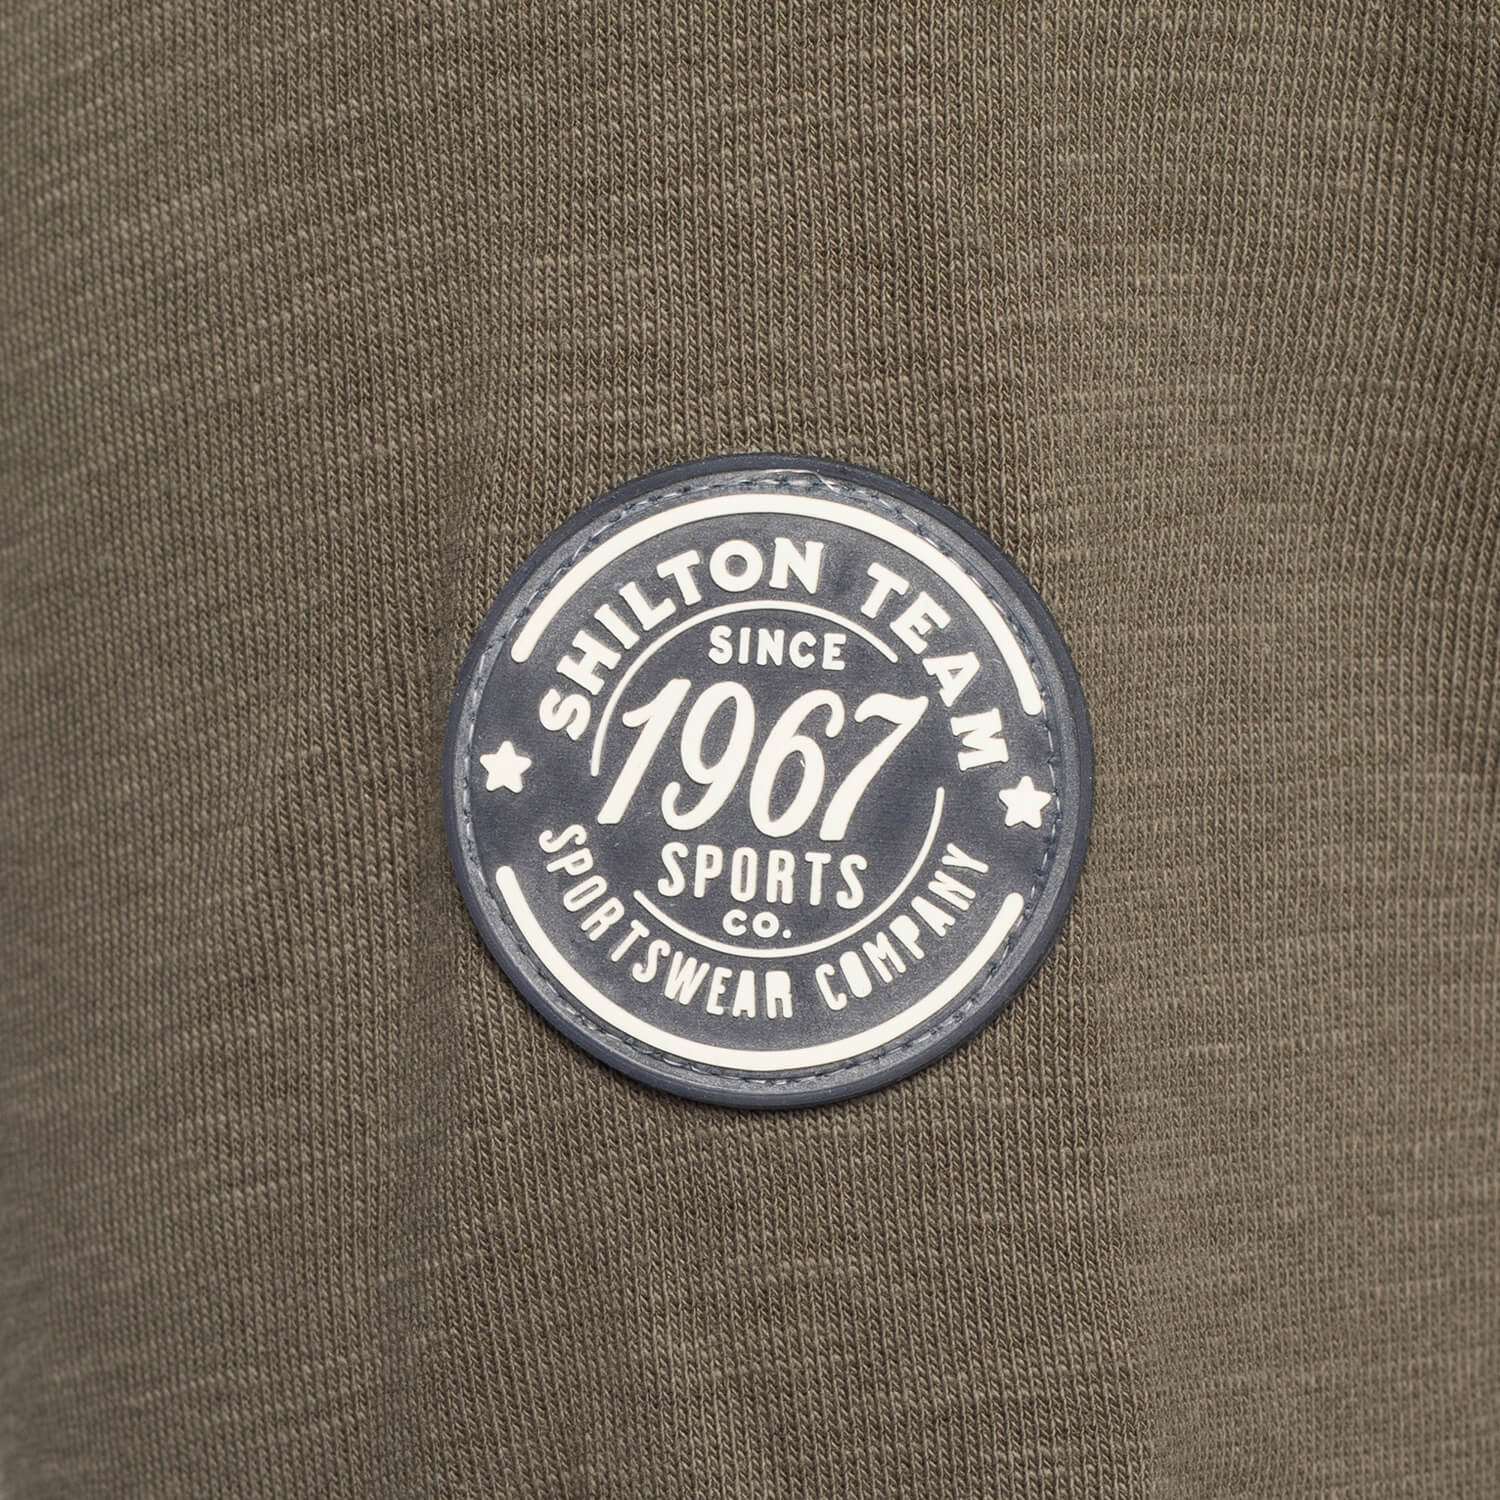 SHILTON TEAM
SINCE
1967
SPORTS
CO.
SPORTSWEAR COMPANY